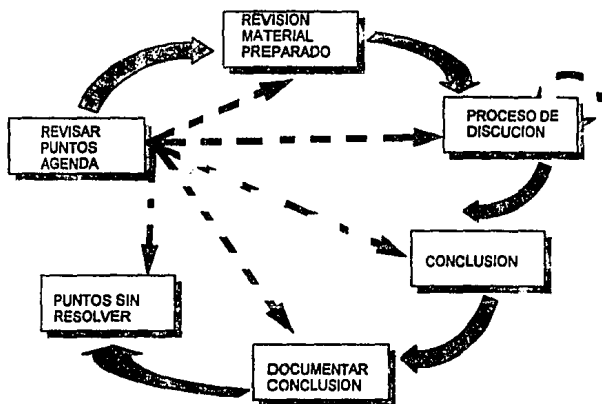 REVISION
MATERIAL
PREPARADO
REVISAR
PUNTOS
AGENDA
PROCESO DE
DISCUCION
CONCLUSION
PUNTOS SIN
RESOLVER
DOCUMENTAR
CONCLUSION